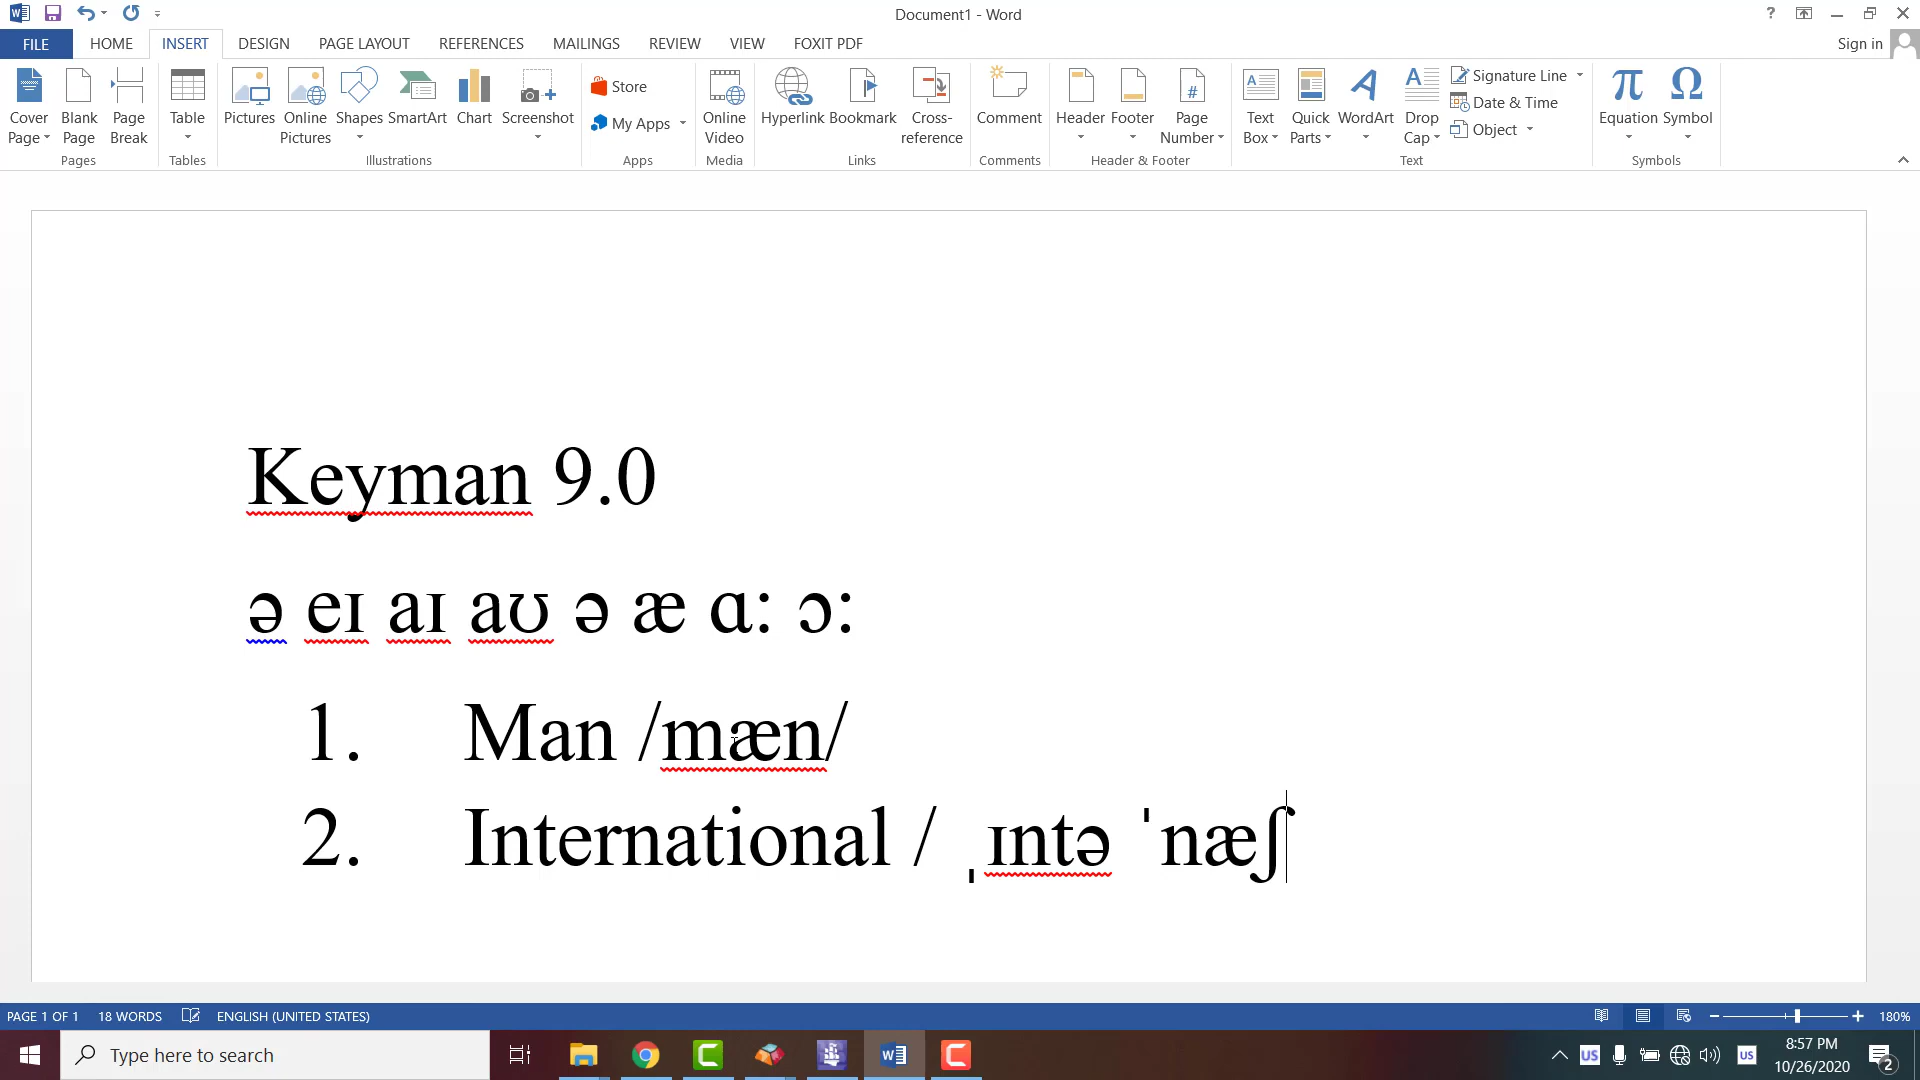 Document1 - Word
?
FILE HOME INSERT DESIGN PAGE LAYOUT REFERENCES MAILINGS REVIEW VIEW FOXIT PDF Sign in
Cover Page
Blank Page
Page Break
Table
Pictures
Online Pictures
Shapes
SmartArt
Chart
Screenshot
Store
My Apps
Online Video
Hyperlink
Bookmark
Cross-reference
Comment
Header
Footer
Page Number
Text Box
Quick Parts
WordArt
Drop Cap
Signature Line
Date & Time
Object
Equation
Symbol
Pages Tables Illustrations Apps Media Links Comments Header & Footer Text Symbols
Keyman 9.0
ə eɪ aɪ aʊ ə æ ɑ: ɔ:
1. Man /mæn/
2. International / ˌɪntə ˈnæʃ
PAGE 1 OF 1 18 WORDS ENGLISH (UNITED STATES) 180%
Type here to search
US
US
8:57 PM
10/26/2020
2